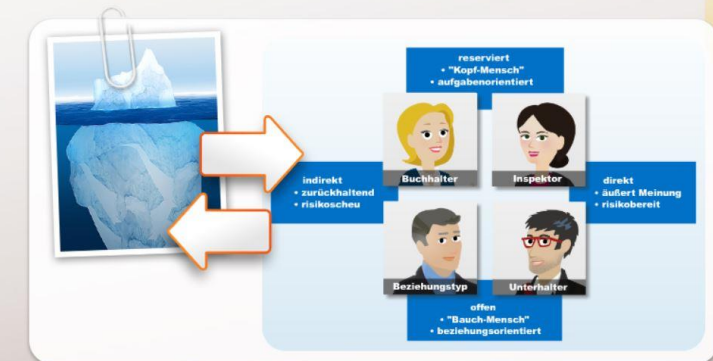 reserviert
• "Kopf-Mensch"
• aufgabenorientiert
Buchhalter
Inspektor
indirekt
• zurückhaltend
• risikoscheu
direkt
• äußert Meinung
• risikobereit
Beziehungstyp
Unterhalter
offen
• "Bauch-Mensch"
• beziehungsorientiert